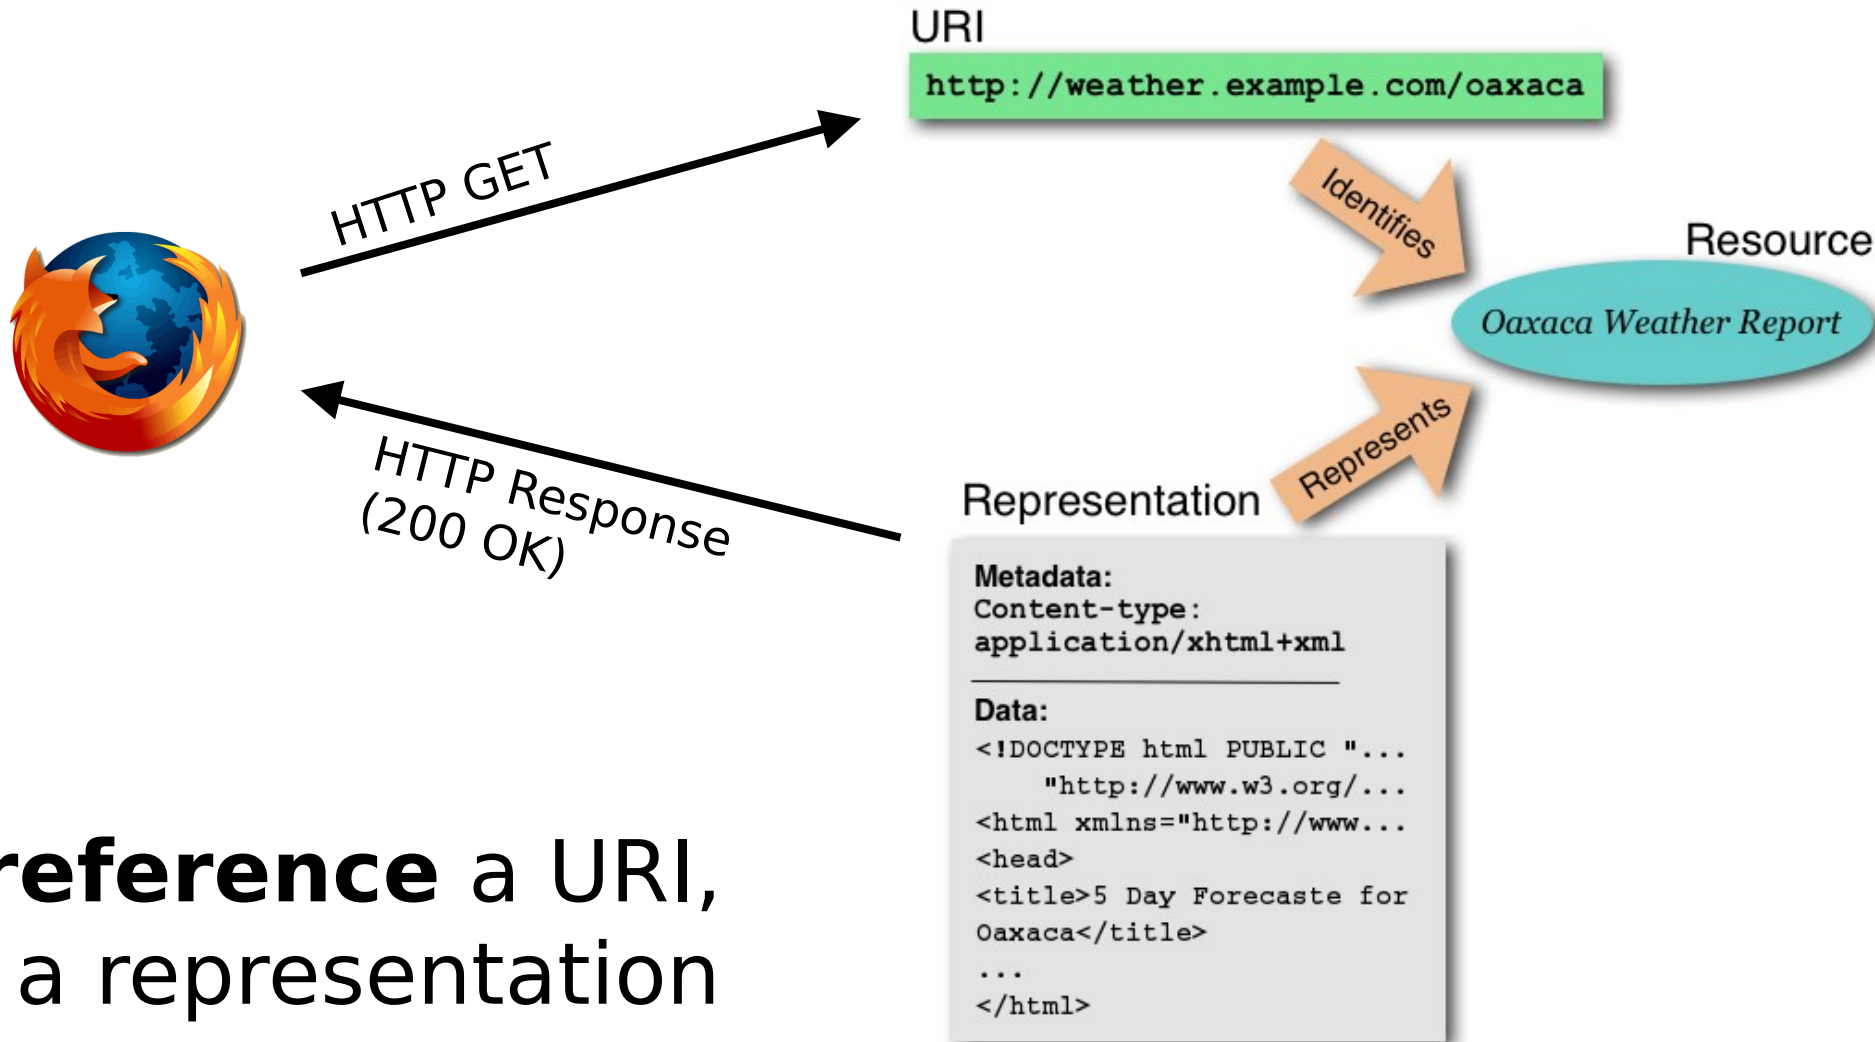 URI
http://weather.example.com/oaxaca
HTTP GET
Identifies
Resource
Oaxaca Weather Report
HTTP Response
(200 OK)
Represents
Representation
Metadata:
Content-type:
application/xhtml+xml
Data:
<!DOCTYPE html PUBLIC "...
"http://www.w3.org/...
<html xmlns="http://www...
<head>
<title>5 Day Forecaste for
Oaxaca</title>
...
</html>
reference a URI,
a representation